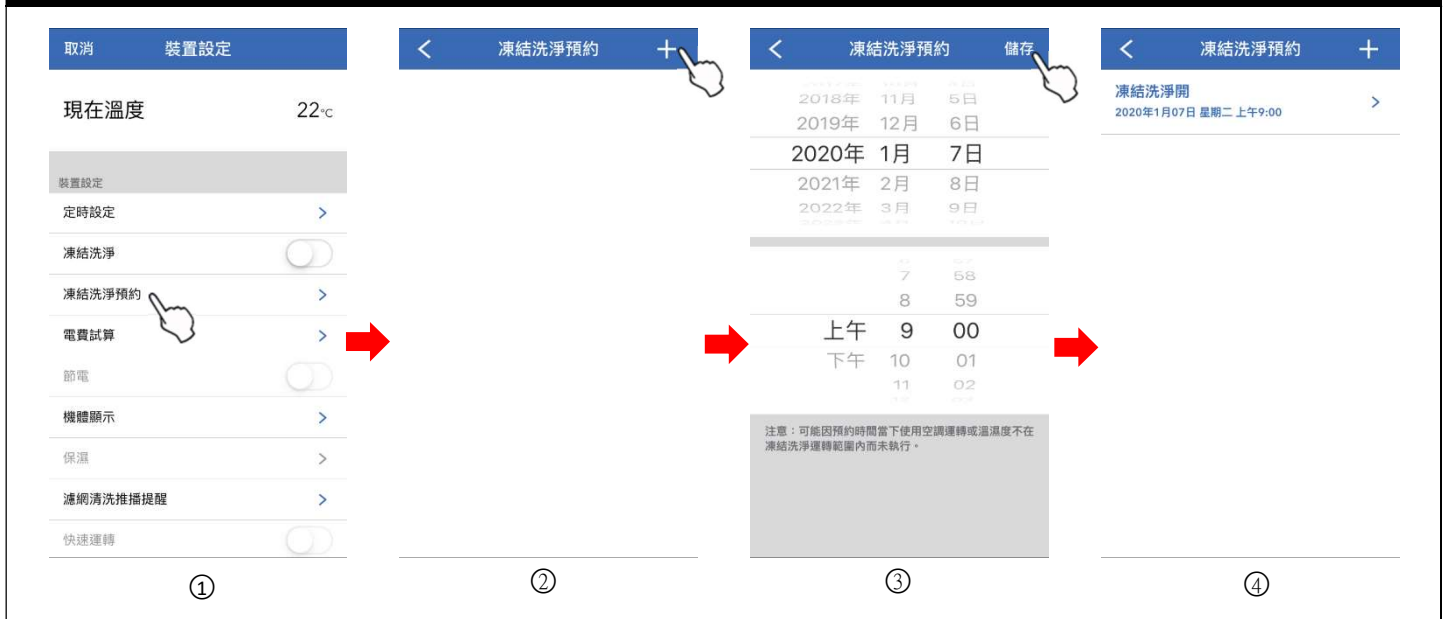 取消 裝置設定
現在溫度 22°C
裝置設定
定時設定
凍結洗淨
凍結洗淨預約
電費試算
節電
機體顯示
保濕
濾網清洗推播提醒
快速運轉
①
凍結洗淨預約
②
凍結洗淨預約 儲存
2018年 11月 5日
2019年 12月 6日
2020年 1月 7日
2021年 2月 8日
2022年 3月 9日
7 58
8 59
上午 9 00
下午 10 01
11 02
注意：可能因預約時間當下使用空調運轉或溫濕度不在
凍結洗淨運轉範圍內而未執行。
③
凍結洗淨預約
凍結洗淨開
2020年1月07日 星期二 上午9:00
④